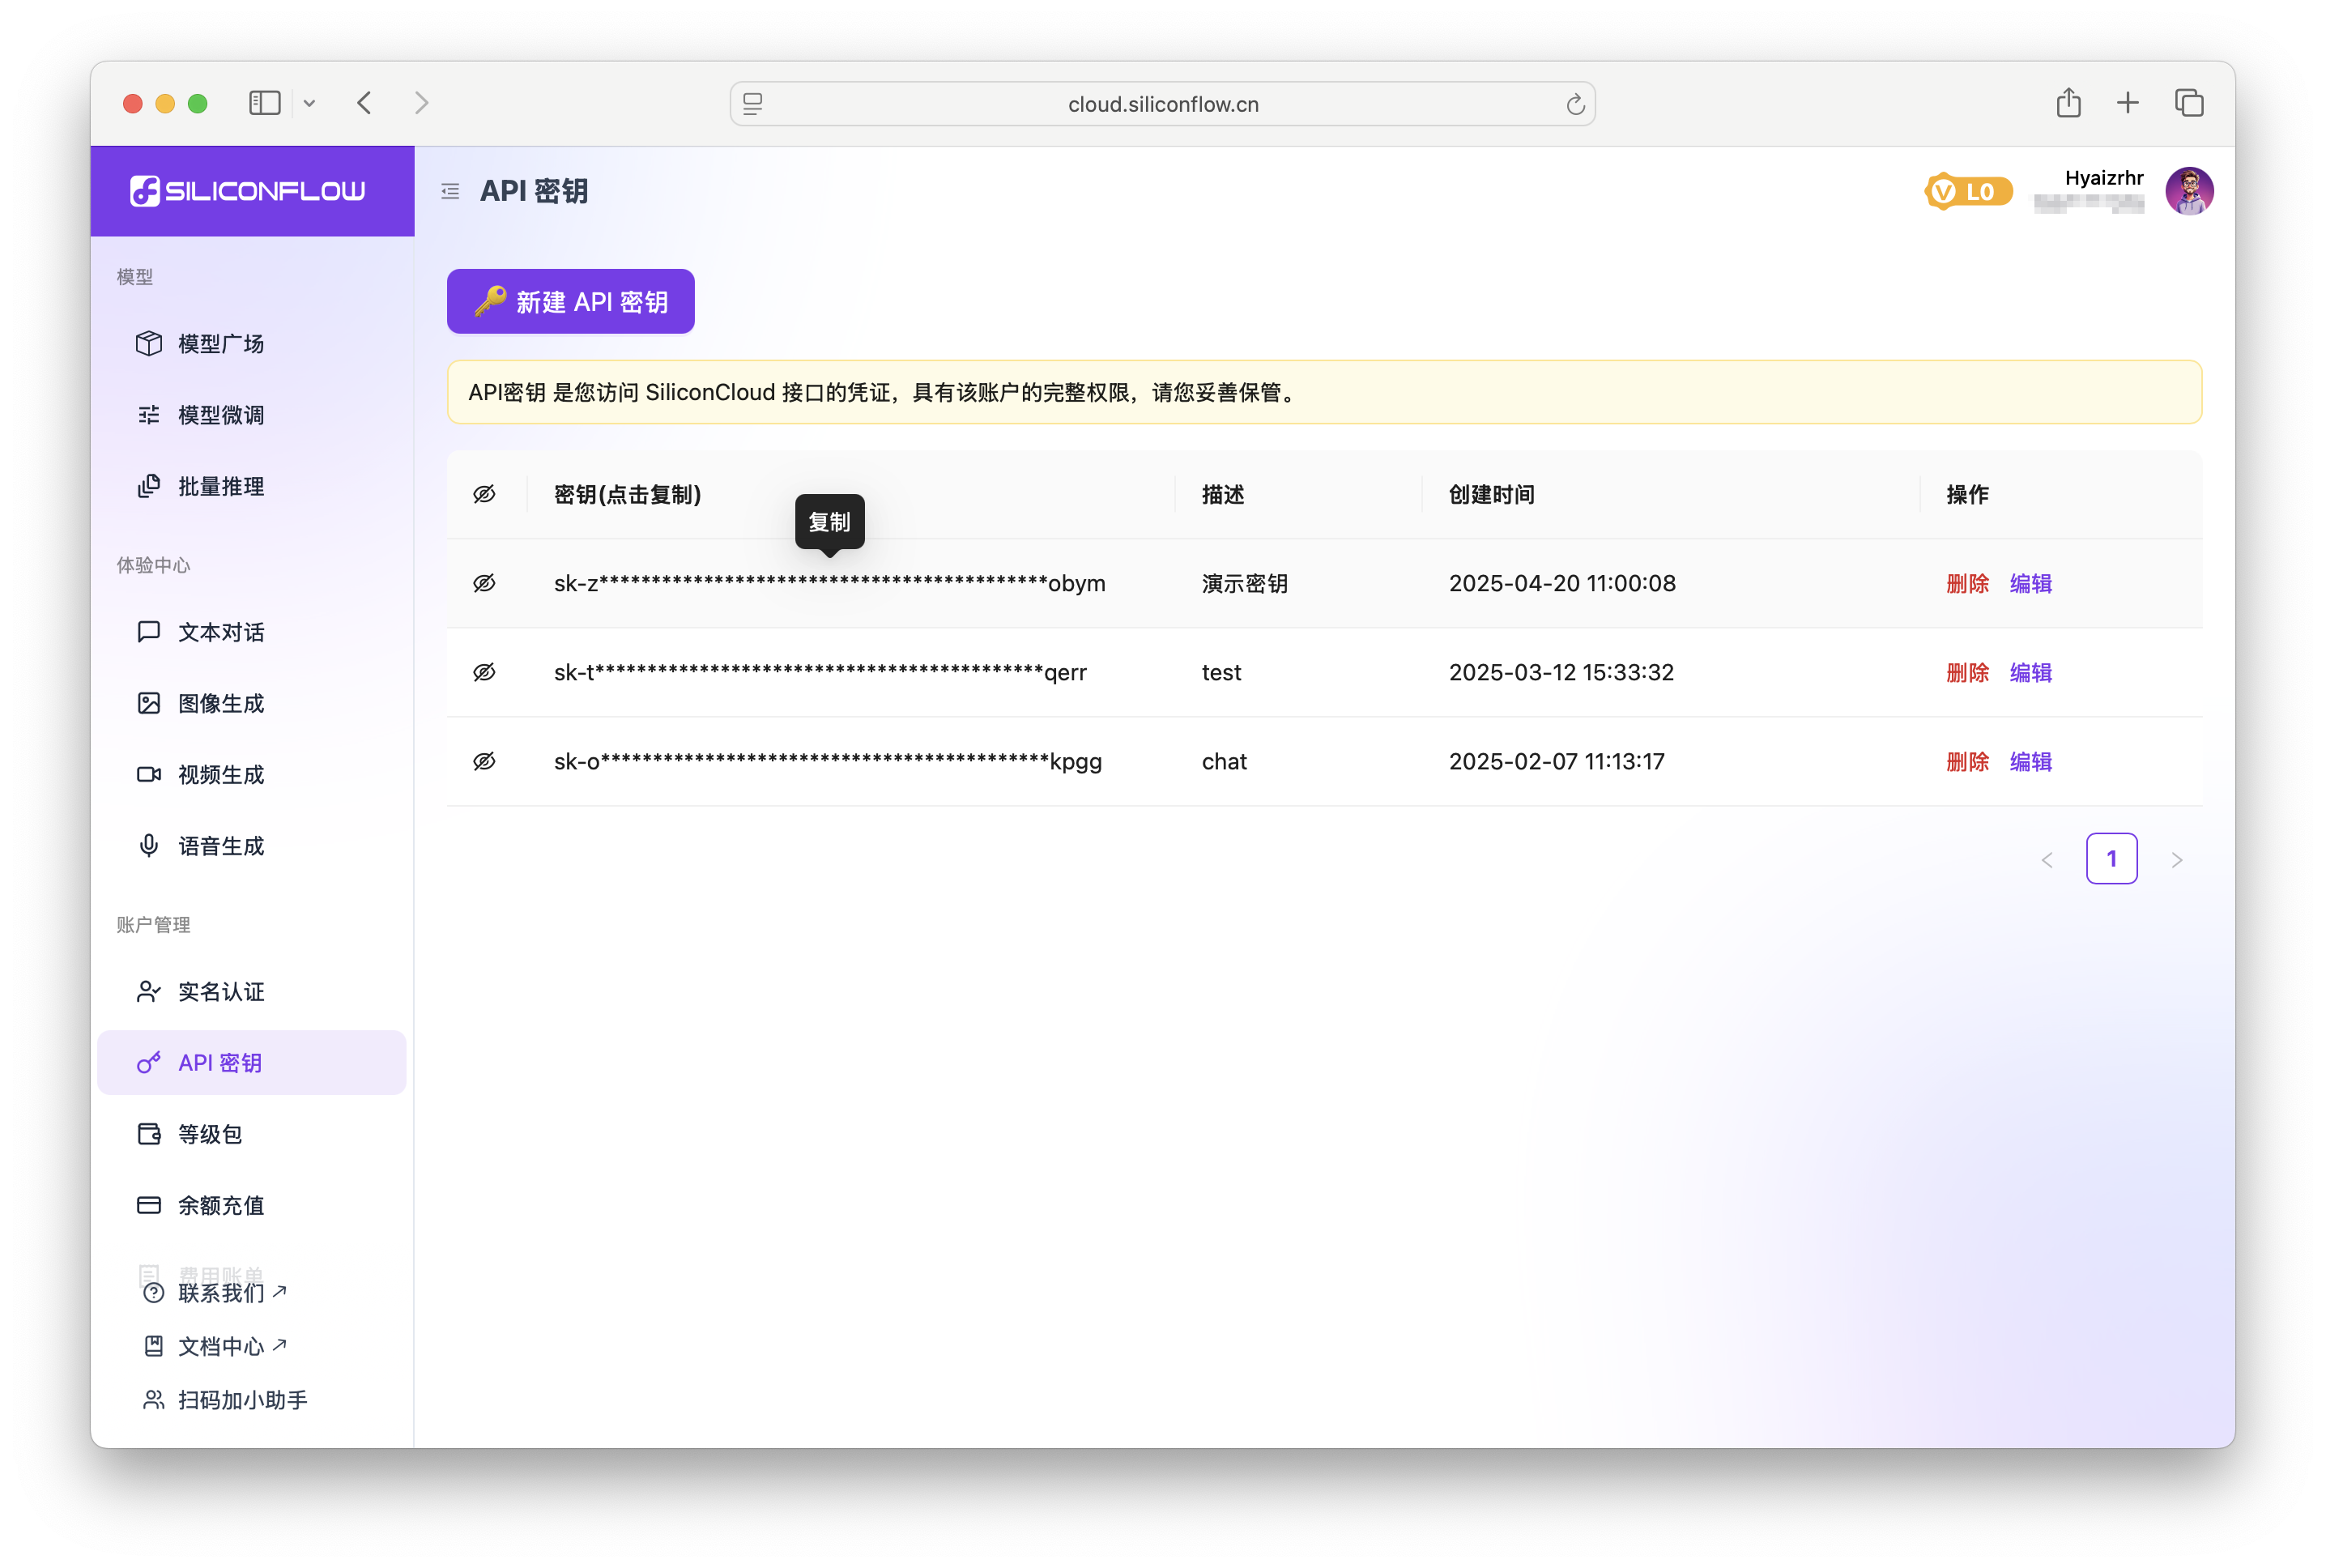 cloud.siliconflow.cn
SILICONFLOW
API 密钥
L0
Hyaizrhr
模型
模型广场
模型微调
批量推理
体验中心
文本对话
图像生成
视频生成
语音生成
账户管理
实名认证
API 密钥
等级包
余额充值
费用账单
联系我们
文档中心
扫码加小助手
新建 API 密钥
API密钥 是您访问 SiliconCloud 接口的凭证，具有该账户的完整权限，请您妥善保管。
密钥(点击复制) 描述 创建时间 操作
复制
sk-z********************************************obym 演示密钥 2025-04-20 11:00:08 删除 编辑
sk-t********************************************qerr test 2025-03-12 15:33:32 删除 编辑
sk-o********************************************kpgg chat 2025-02-07 11:13:17 删除 编辑
1